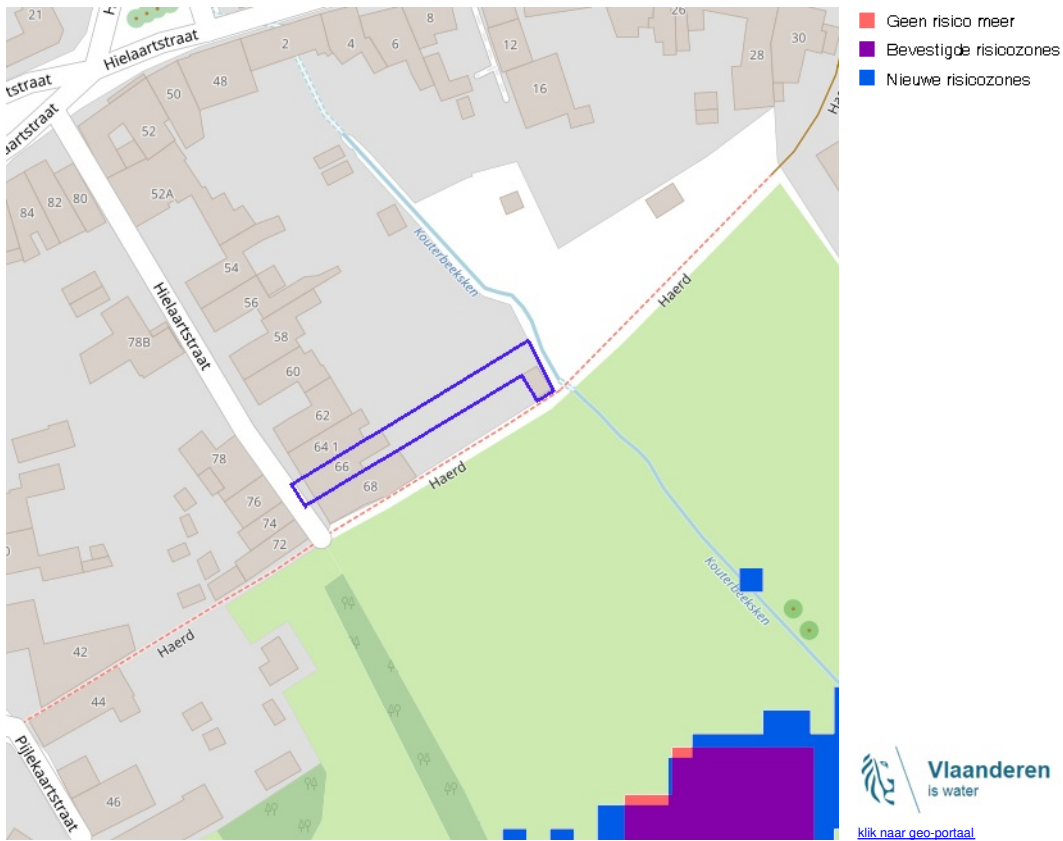 21
Hielaartstraat
2
4
6
8
12
16
26
28
30
tstraat
aartstraat
48
50
52
52A
84
82
80
54
56
58
60
62
64 1
66
68
78B
78
76
74
72
Hielaartstraat
Kouterbeeksken
Haerd
Haerd
Haerd
Kouterbeeksken
42
44
46
Pijlekaartstraat
Geen risico meer
Bevestigde risicozones
Nieuwe risicozones
Vlaanderen
is water
klik naar geo-portaal